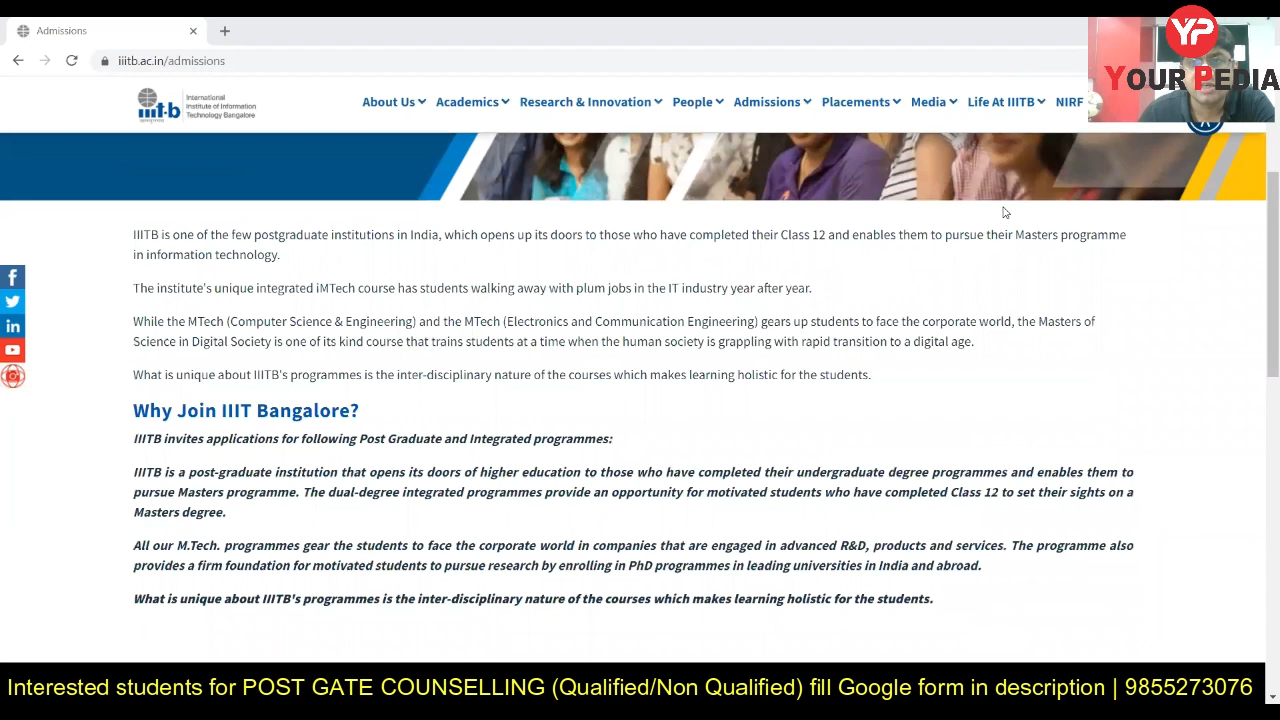 Admissions
iiitb.ac.in/admissions
YP
YOUR PEDIA
iiit-b
International
Institute of Information
Technology Bangalore
About Us Academics Research & Innovation People Admissions Placements Media Life At IIITB NIRF
IIITB is one of the few postgraduate institutions in India, which opens up its doors to those who have completed their Class 12 and enables them to pursue their Masters programme
in information technology.
The institute's unique integrated iMTech course has students walking away with plum jobs in the IT industry year after year.
While the MTech (Computer Science & Engineering) and the MTech (Electronics and Communication Engineering) gears up students to face the corporate world, the Masters of
Science in Digital Society is one of its kind course that trains students at a time when the human society is grappling with rapid transition to a digital age.
What is unique about IIITB's programmes is the inter-disciplinary nature of the courses which makes learning holistic for the students.
Why Join IIIT Bangalore?
IIITB invites applications for following Post Graduate and Integrated programmes:
IIITB is a post-graduate institution that opens its doors of higher education to those who have completed their undergraduate degree programmes and enables them to
pursue Masters programme. The dual-degree integrated programmes provide an opportunity for motivated students who have completed Class 12 to set their sights on a
Masters degree.
All our M.Tech. programmes gear the students to face the corporate world in companies that are engaged in advanced R&D, products and services. The programme also
provides a firm foundation for motivated students to pursue research by enrolling in PhD programmes in leading universities in India and abroad.
What is unique about IIITB's programmes is the inter-disciplinary nature of the courses which makes learning holistic for the students.
Interested students for POST GATE COUNSELLING (Qualified/Non Qualified) fill Google form in description | 9855273076